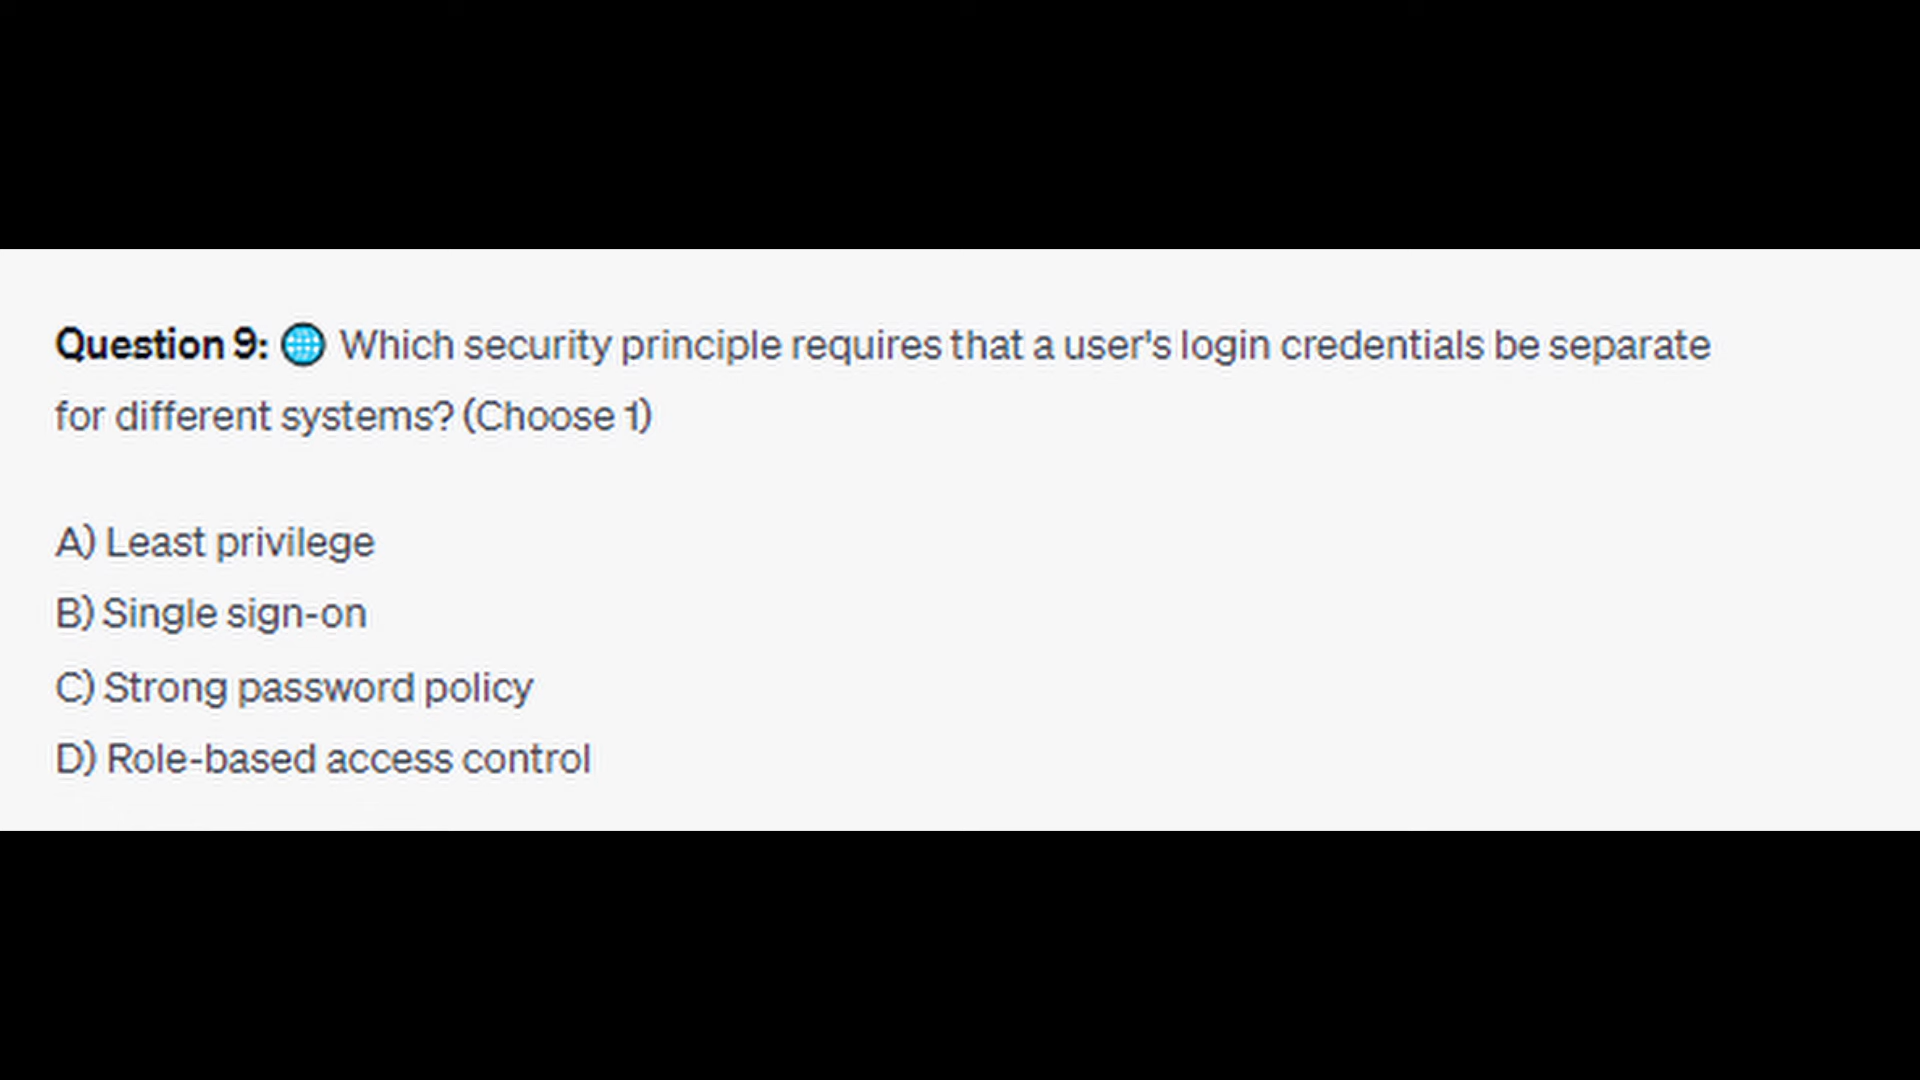 Question 9: 🌐 Which security principle requires that a user's login credentials be separate
for different systems? (Choose 1)
A) Least privilege
B) Single sign-on
C) Strong password policy
D) Role-based access control